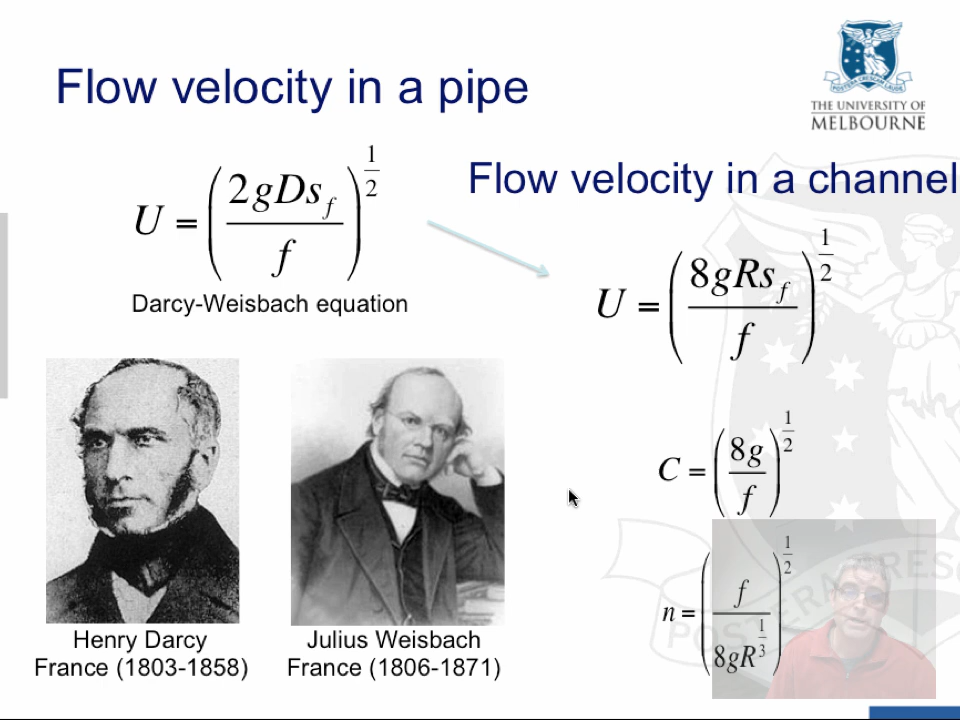 Flow velocity in a pipe
THE UNIVERSITY OF
MELBOURNE
Flow velocity in a channel
U = (2gDs_f / f)^{1/2}
Darcy-Weisbach equation
U = (8gRs_f / f)^{1/2}
C = (8g / f)^{1/2}
n = (f / 8gR^{1/3})^{1/2}
Henry Darcy
France (1803-1858)
Julius Weisbach
France (1806-1871)